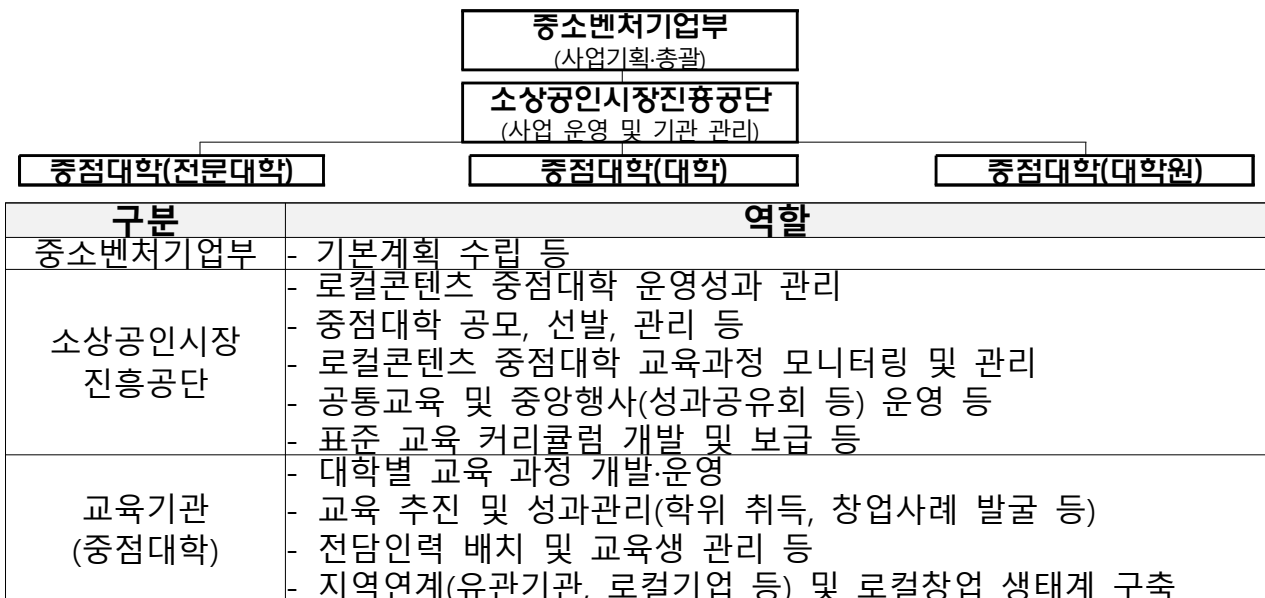 중소벤처기업부
(사업기획·총괄)
소상공인시장진흥공단
(사업 운영 및 기관 관리)
중점대학(전문대학)
중점대학(대학)
중점대학(대학원)
구분
역할
중소벤처기업부
- 기본계획 수립 등
소상공인시장
진흥공단
- 로컬콘텐츠 중점대학 운영성과 관리
- 중점대학 공모, 선발, 관리 등
- 로컬콘텐츠 중점대학 교육과정 모니터링 및 관리
- 공통교육 및 중앙행사(성과공유회 등) 운영 등
- 표준 교육 커리큘럼 개발 및 보급 등
교육기관
(중점대학)
- 대학별 교육 과정 개발·운영
- 교육 추진 및 성과관리(학위 취득, 창업사례 발굴 등)
- 전담인력 배치 및 교육생 관리 등
- 지역연계(유관기관, 로컬기업 등) 및 로컬창업 생태계 구축